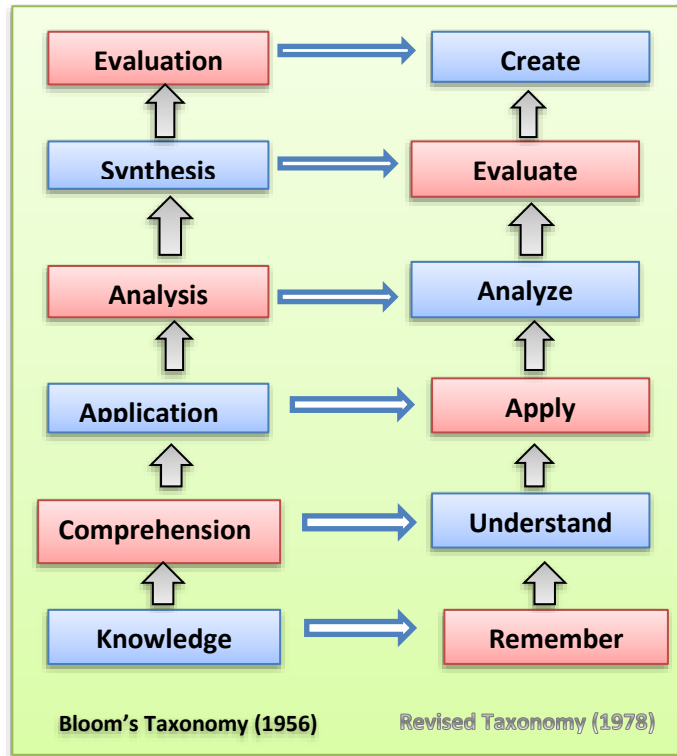 Evaluation Create
Synthesis Evaluate
Analysis Analyze
Application Apply
Comprehension Understand
Knowledge Remember
Bloom's Taxonomy (1956) Revised Taxonomy (1978)